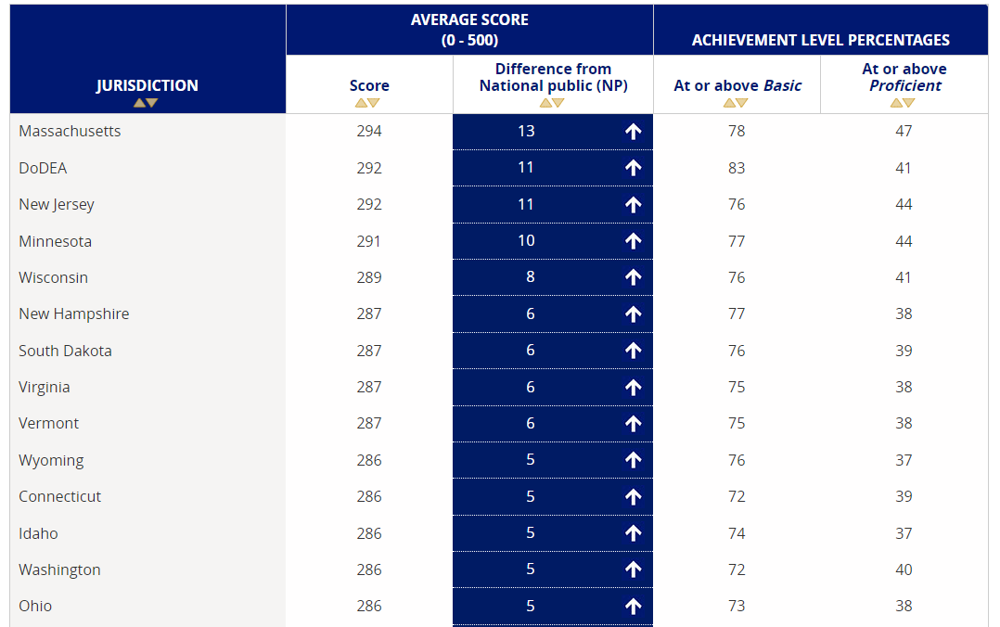 AVERAGE SCORE
(0 - 500)
ACHIEVEMENT LEVEL PERCENTAGES
JURISDICTION
Score
Difference from
National public (NP)
At or above Basic
At or above
Proficient
Massachusetts 294 13 78 47
DoDEA 292 11 83 41
New Jersey 292 11 76 44
Minnesota 291 10 77 44
Wisconsin 289 8 76 41
New Hampshire 287 6 77 38
South Dakota 287 6 76 39
Virginia 287 6 75 38
Vermont 287 6 75 38
Wyoming 286 5 76 37
Connecticut 286 5 72 39
Idaho 286 5 74 37
Washington 286 5 72 40
Ohio 286 5 73 38